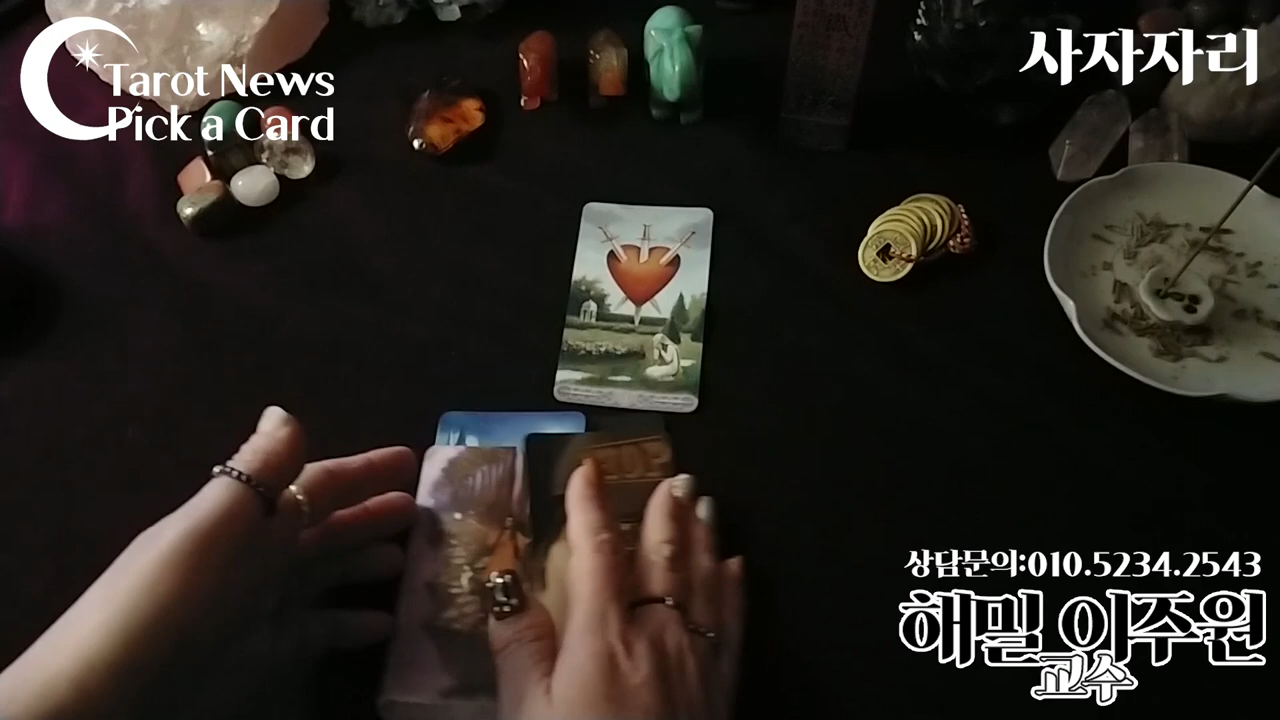 Tarot News
Pick a Card
사자자리
상담문의:010.5234.2543
해밀 이주원
교수